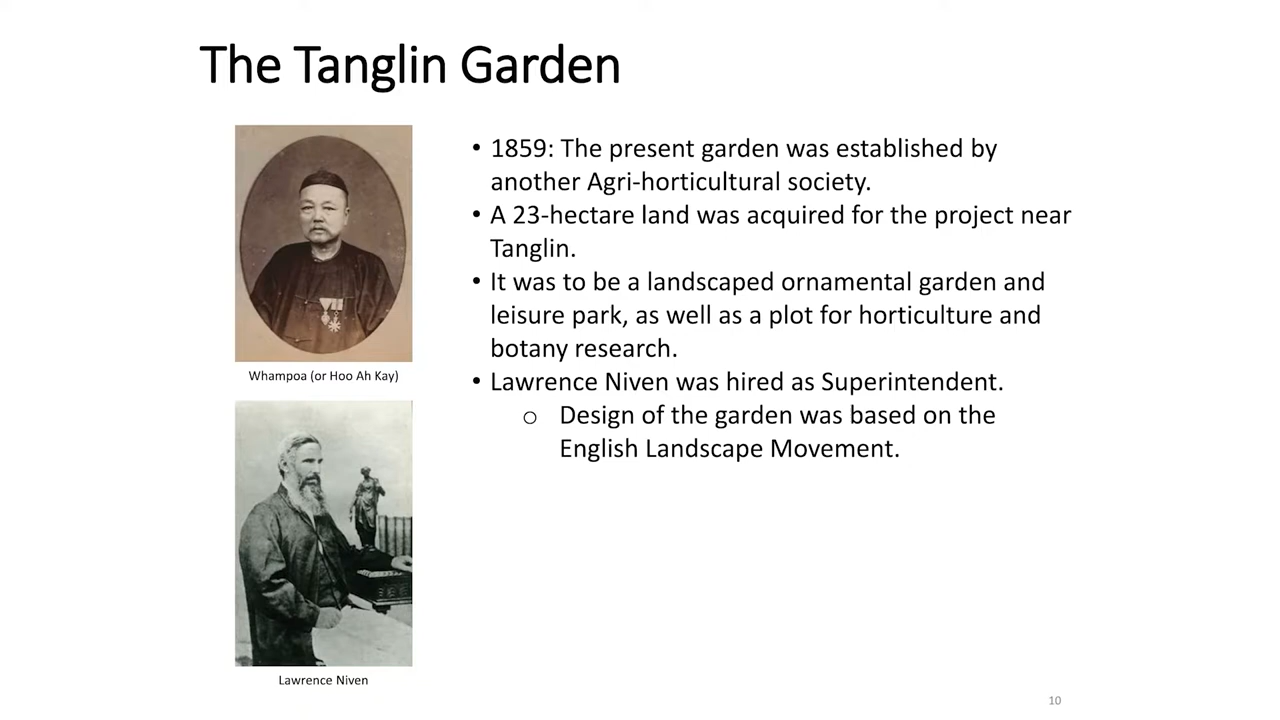 The Tanglin Garden
• 1859: The present garden was established by
another Agri-horticultural society.
• A 23-hectare land was acquired for the project near
Tanglin.
• It was to be a landscaped ornamental garden and
leisure park, as well as a plot for horticulture and
botany research.
• Lawrence Niven was hired as Superintendent.
o Design of the garden was based on the
English Landscape Movement.
Whampoa (or Hoo Ah Kay)
Lawrence Niven
10